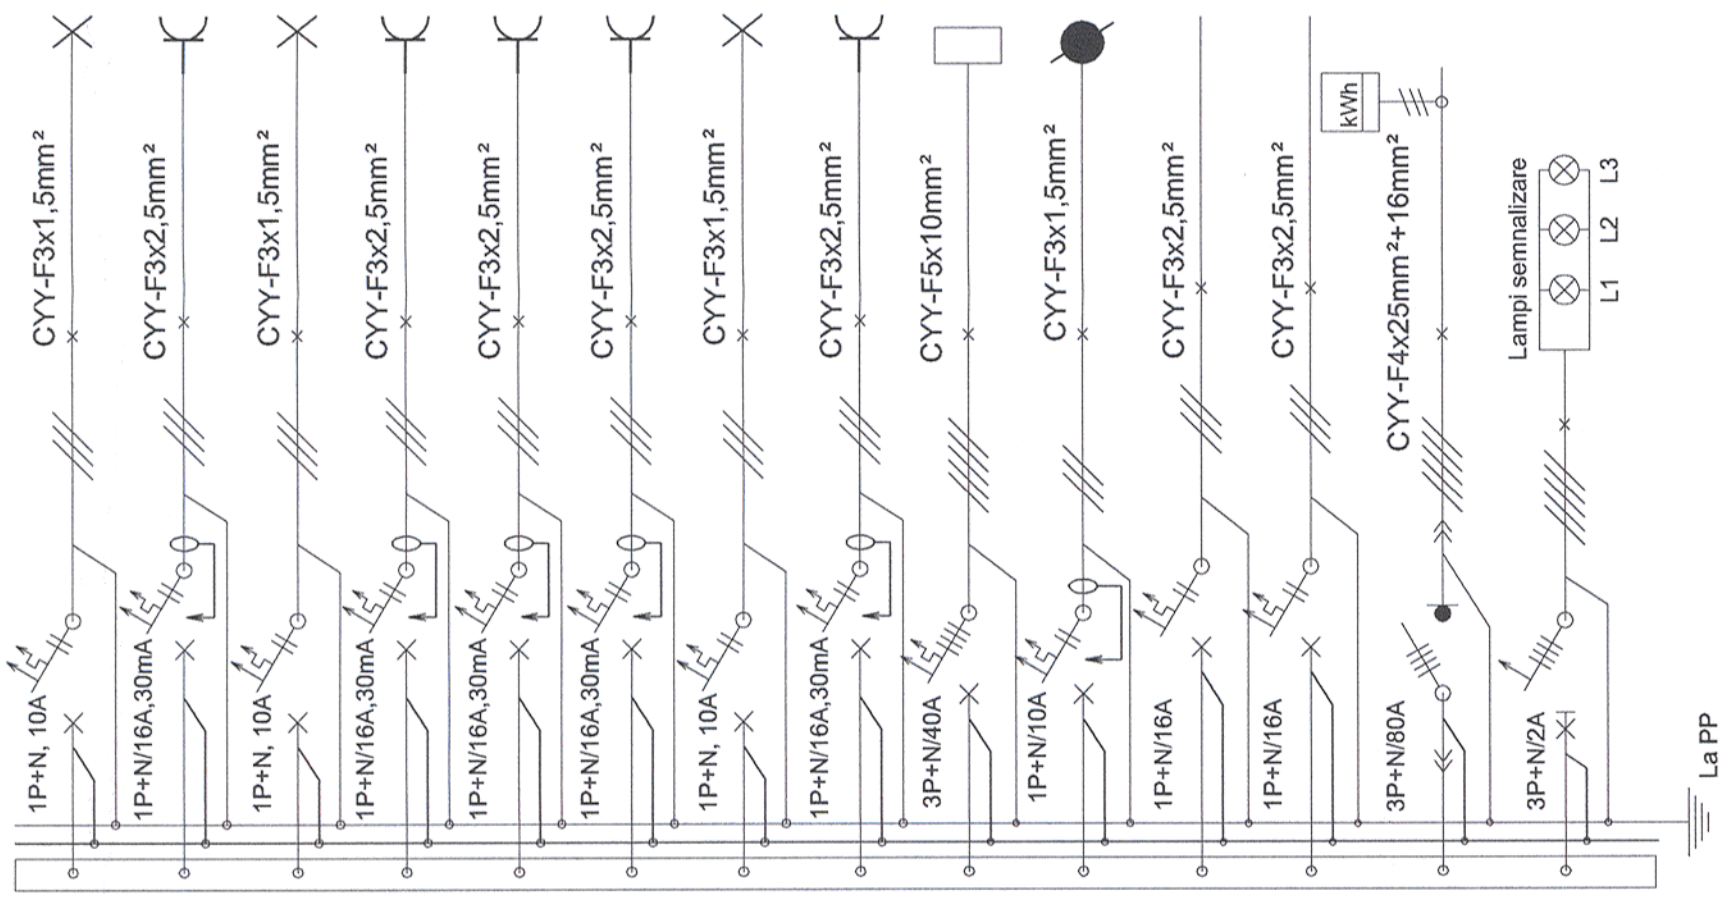 CYY-F3x1,5mm²
1P+N, 10A
CYY-F3x2,5mm²
1P+N/16A,30mA
CYY-F3x1,5mm²
1P+N, 10A
CYY-F3x2,5mm²
1P+N/16A,30mA
CYY-F3x2,5mm²
1P+N/16A,30mA
CYY-F3x2,5mm²
1P+N/16A,30mA
CYY-F3x1,5mm²
1P+N, 10A
CYY-F3x2,5mm²
1P+N/16A,30mA
CYY-F5x10mm²
3P+N/40A
CYY-F3x1,5mm²
1P+N/10A
CYY-F3x2,5mm²
1P+N/16A
CYY-F3x2,5mm²
1P+N/16A
kWh
CYY-F4x25mm²+16mm²
3P+N/80A
Lampi semnalizare
L1 L2 L3
3P+N/2A
La PP